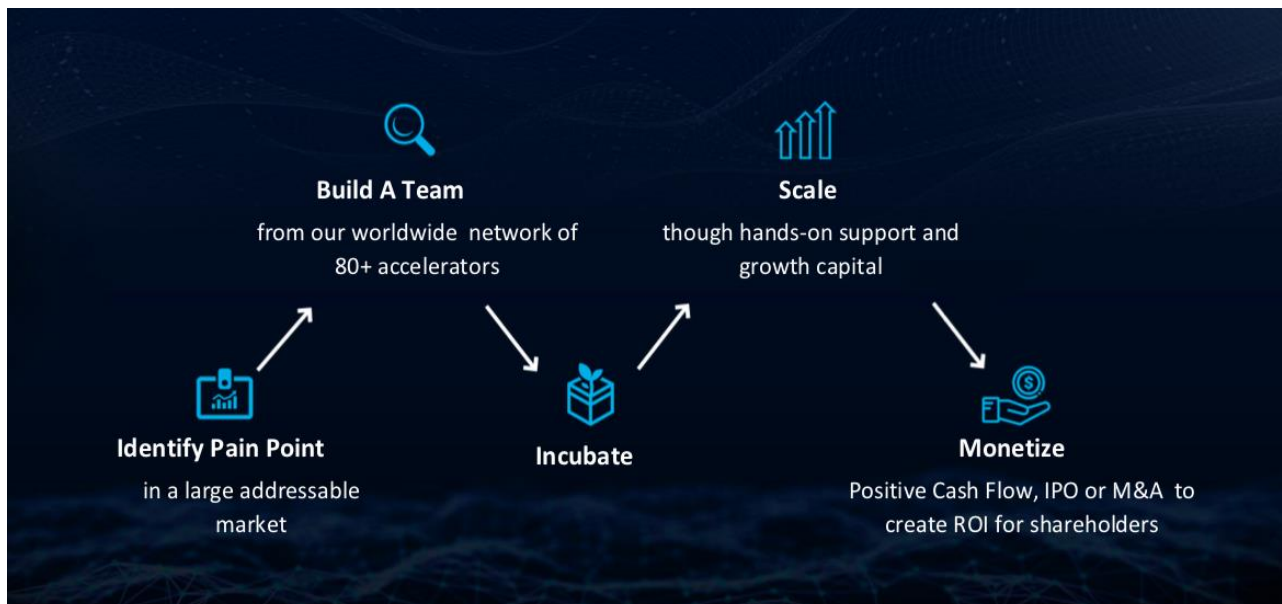 Identify Pain Point
in a large addressable
market
Build A Team
from our worldwide network of
80+ accelerators
Incubate
Scale
though hands-on support and
growth capital
Monetize
Positive Cash Flow, IPO or M&A to
create ROI for shareholders